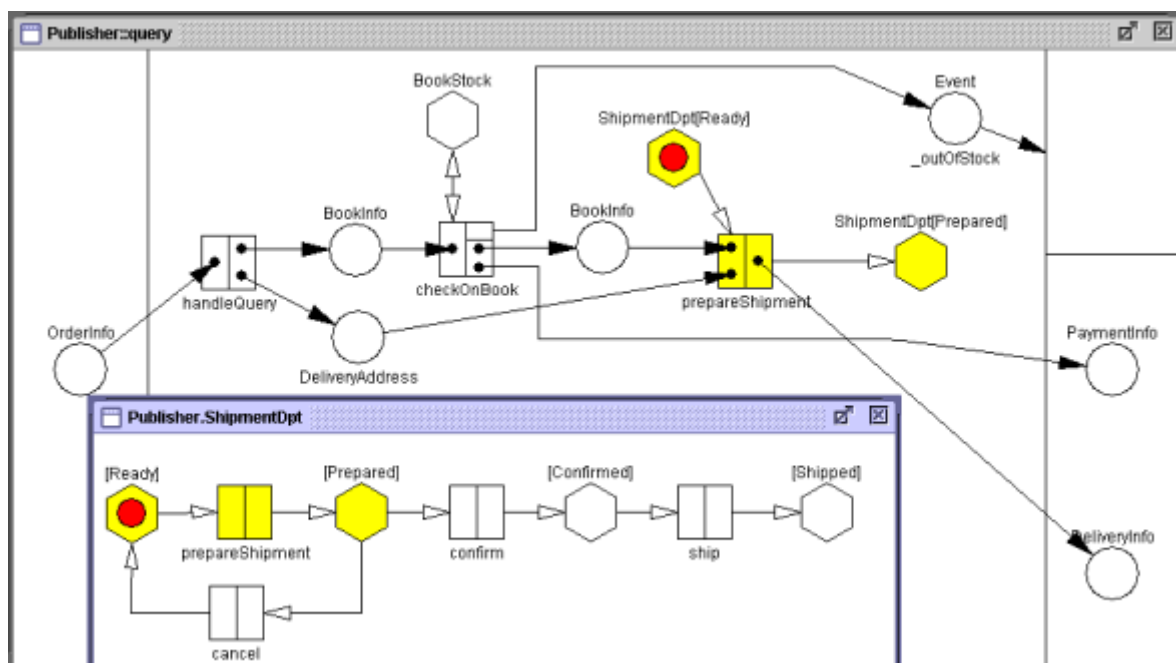 Publisher::query
BookStock
Event
ShipmentDpt[Ready]
_outOfStock
BookInfo
BookInfo
ShipmentDpt[Prepared]
checkOnBook
handleQuery
prepareShipment
OrderInfo
PaymentInfo
DeliveryAddress
Publisher.ShipmentDpt
[Ready]
[Prepared]
[Confirmed]
[Shipped]
DeliveryInfo
prepareShipment
confirm
ship
cancel